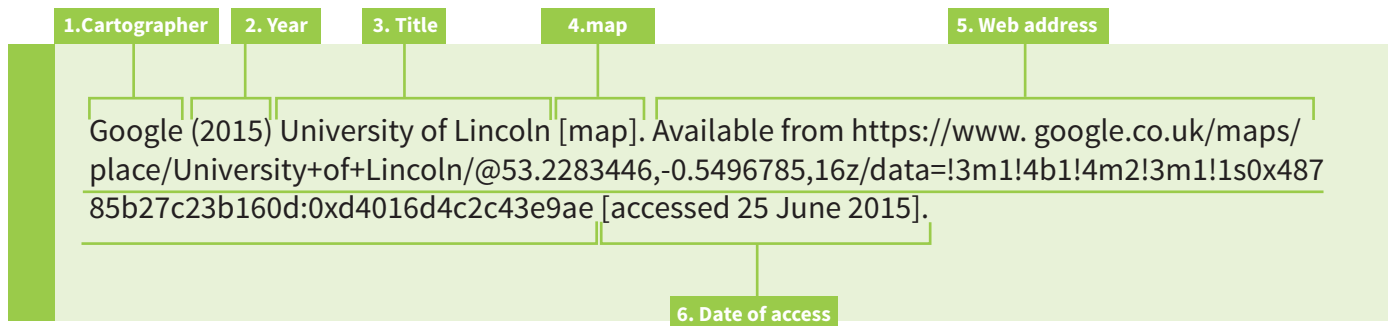 1.Cartographer 2. Year 3. Title 4.map 5. Web address
Google (2015) University of Lincoln [map]. Available from https://www. google.co.uk/maps/
place/University+of+Lincoln/@53.2283446,-0.5496785,16z/data=!3m1!4b1!4m2!3m1!1s0x487
85b27c23b160d:0xd4016d4c2c43e9ae [accessed 25 June 2015].
6. Date of access